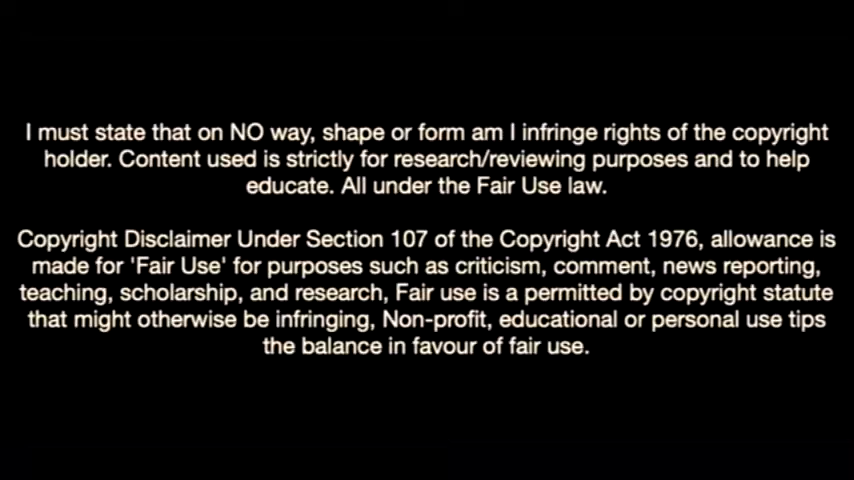 I must state that on NO way, shape or form am I infringe rights of the copyright
holder. Content used is strictly for research/reviewing purposes and to help
educate. All under the Fair Use law.
Copyright Disclaimer Under Section 107 of the Copyright Act 1976, allowance is
made for 'Fair Use' for purposes such as criticism, comment, news reporting,
teaching, scholarship, and research, Fair use is a permitted by copyright statute
that might otherwise be infringing, Non-profit, educational or personal use tips
the balance in favour of fair use.